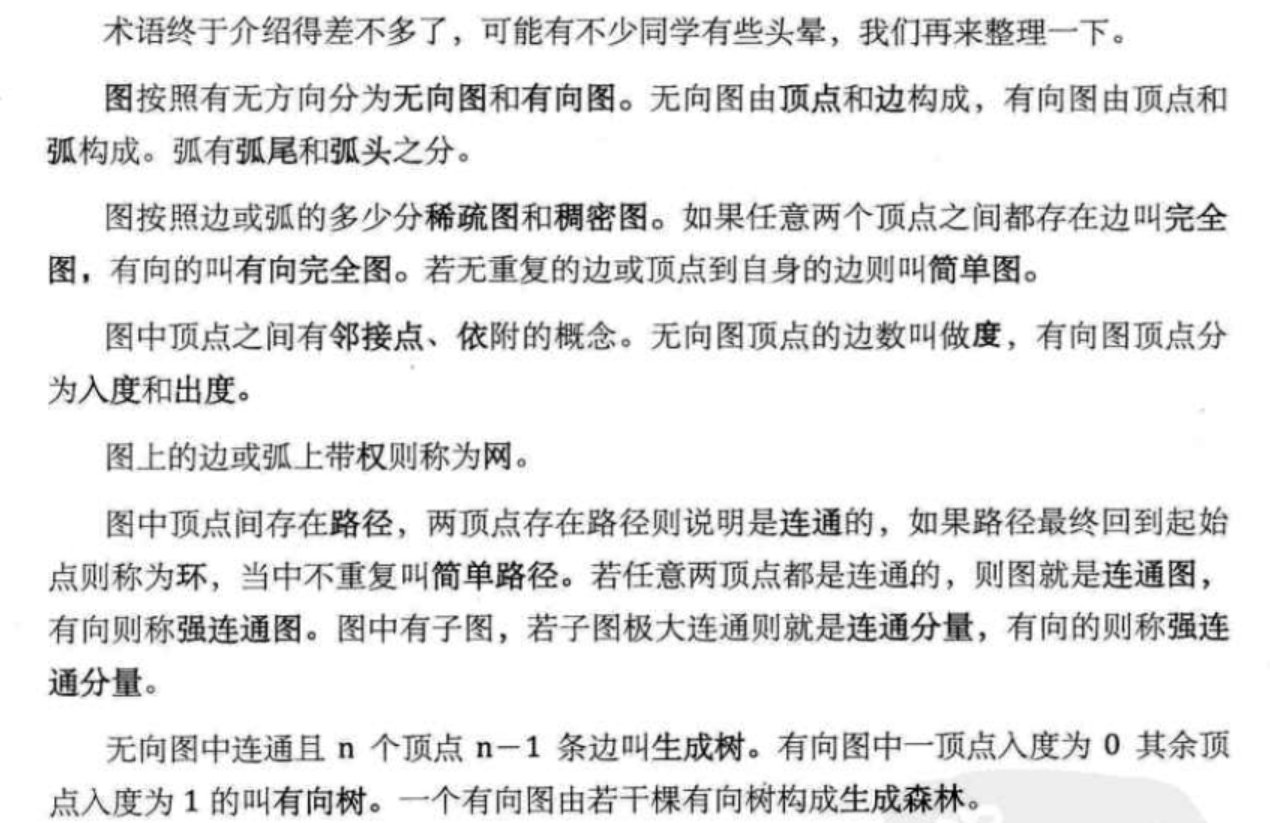 术语终于介绍得差不多了，可能有不少同学有些头晕，我们再来整理一下。
图按照有无方向分为无向图和有向图。无向图由顶点和边构成，有向图由顶点和
弧构成。弧有弧尾和弧头之分。
图按照边或弧的多少分稀疏图和稠密图。如果任意两个顶点之间都存在边叫完全
图，有向的叫有向完全图。若无重复的边或顶点到自身的边则叫简单图。
图中顶点之间有邻接点、依附的概念。无向图顶点的边数叫做度，有向图顶点分
为入度和出度。
图上的边或弧上带权则称为网。
图中顶点间存在路径，两顶点存在路径则说明是连通的，如果路径最终回到起始
点则称为环，当中不重复叫简单路径。若任意两顶点都是连通的，则图就是连通图，
有向则称强连通图。图中有子图，若子图极大连通则就是连通分量，有向的则称强连
通分量。
无向图中连通且 n 个顶点 n－1 条边叫生成树。有向图中一顶点入度为 0 其余顶
点入度为 1 的叫有向树。一个有向图由若干棵有向树构成生成森林。